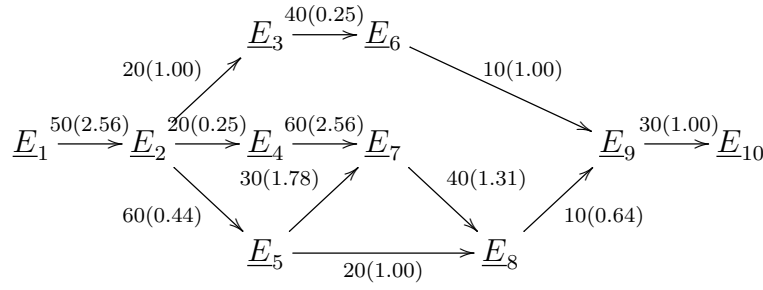 40(0.25)
E3 E6
20(1.00) 10(1.00)
50(2.56) 20(0.25) 60(2.56) 30(1.00)
E1 E2 E4 E7 E9 E10
30(1.78) 40(1.31)
60(0.44) 10(0.64)
E5 E8
20(1.00)